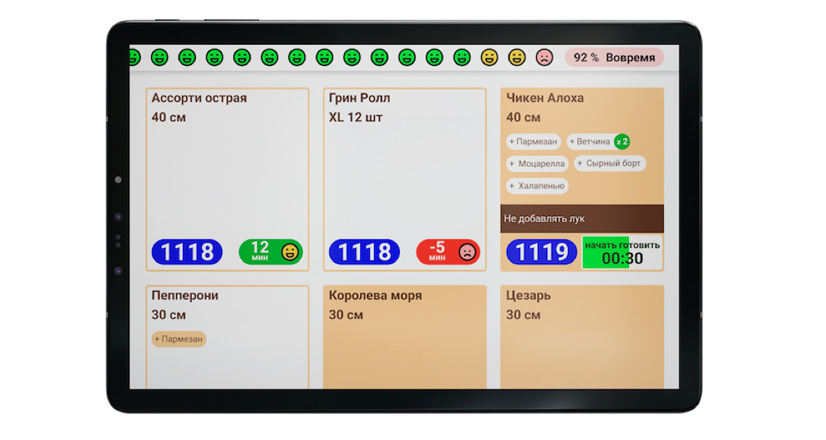 92 % Вовремя
Ассорти острая
40 см
1118
12
мин
Грин Ролл
XL 12 шт
1118
-5
мин
Чикен Алоха
40 см
+ Пармезан
+ Ветчина x 2
+ Моцарелла
+ Сырный борт
+ Халапенью
Не добавлять лук
1119
начать готовить
00:30
Пепперони
30 см
+ Пармезан
Королева моря
30 см
Цезарь
30 см